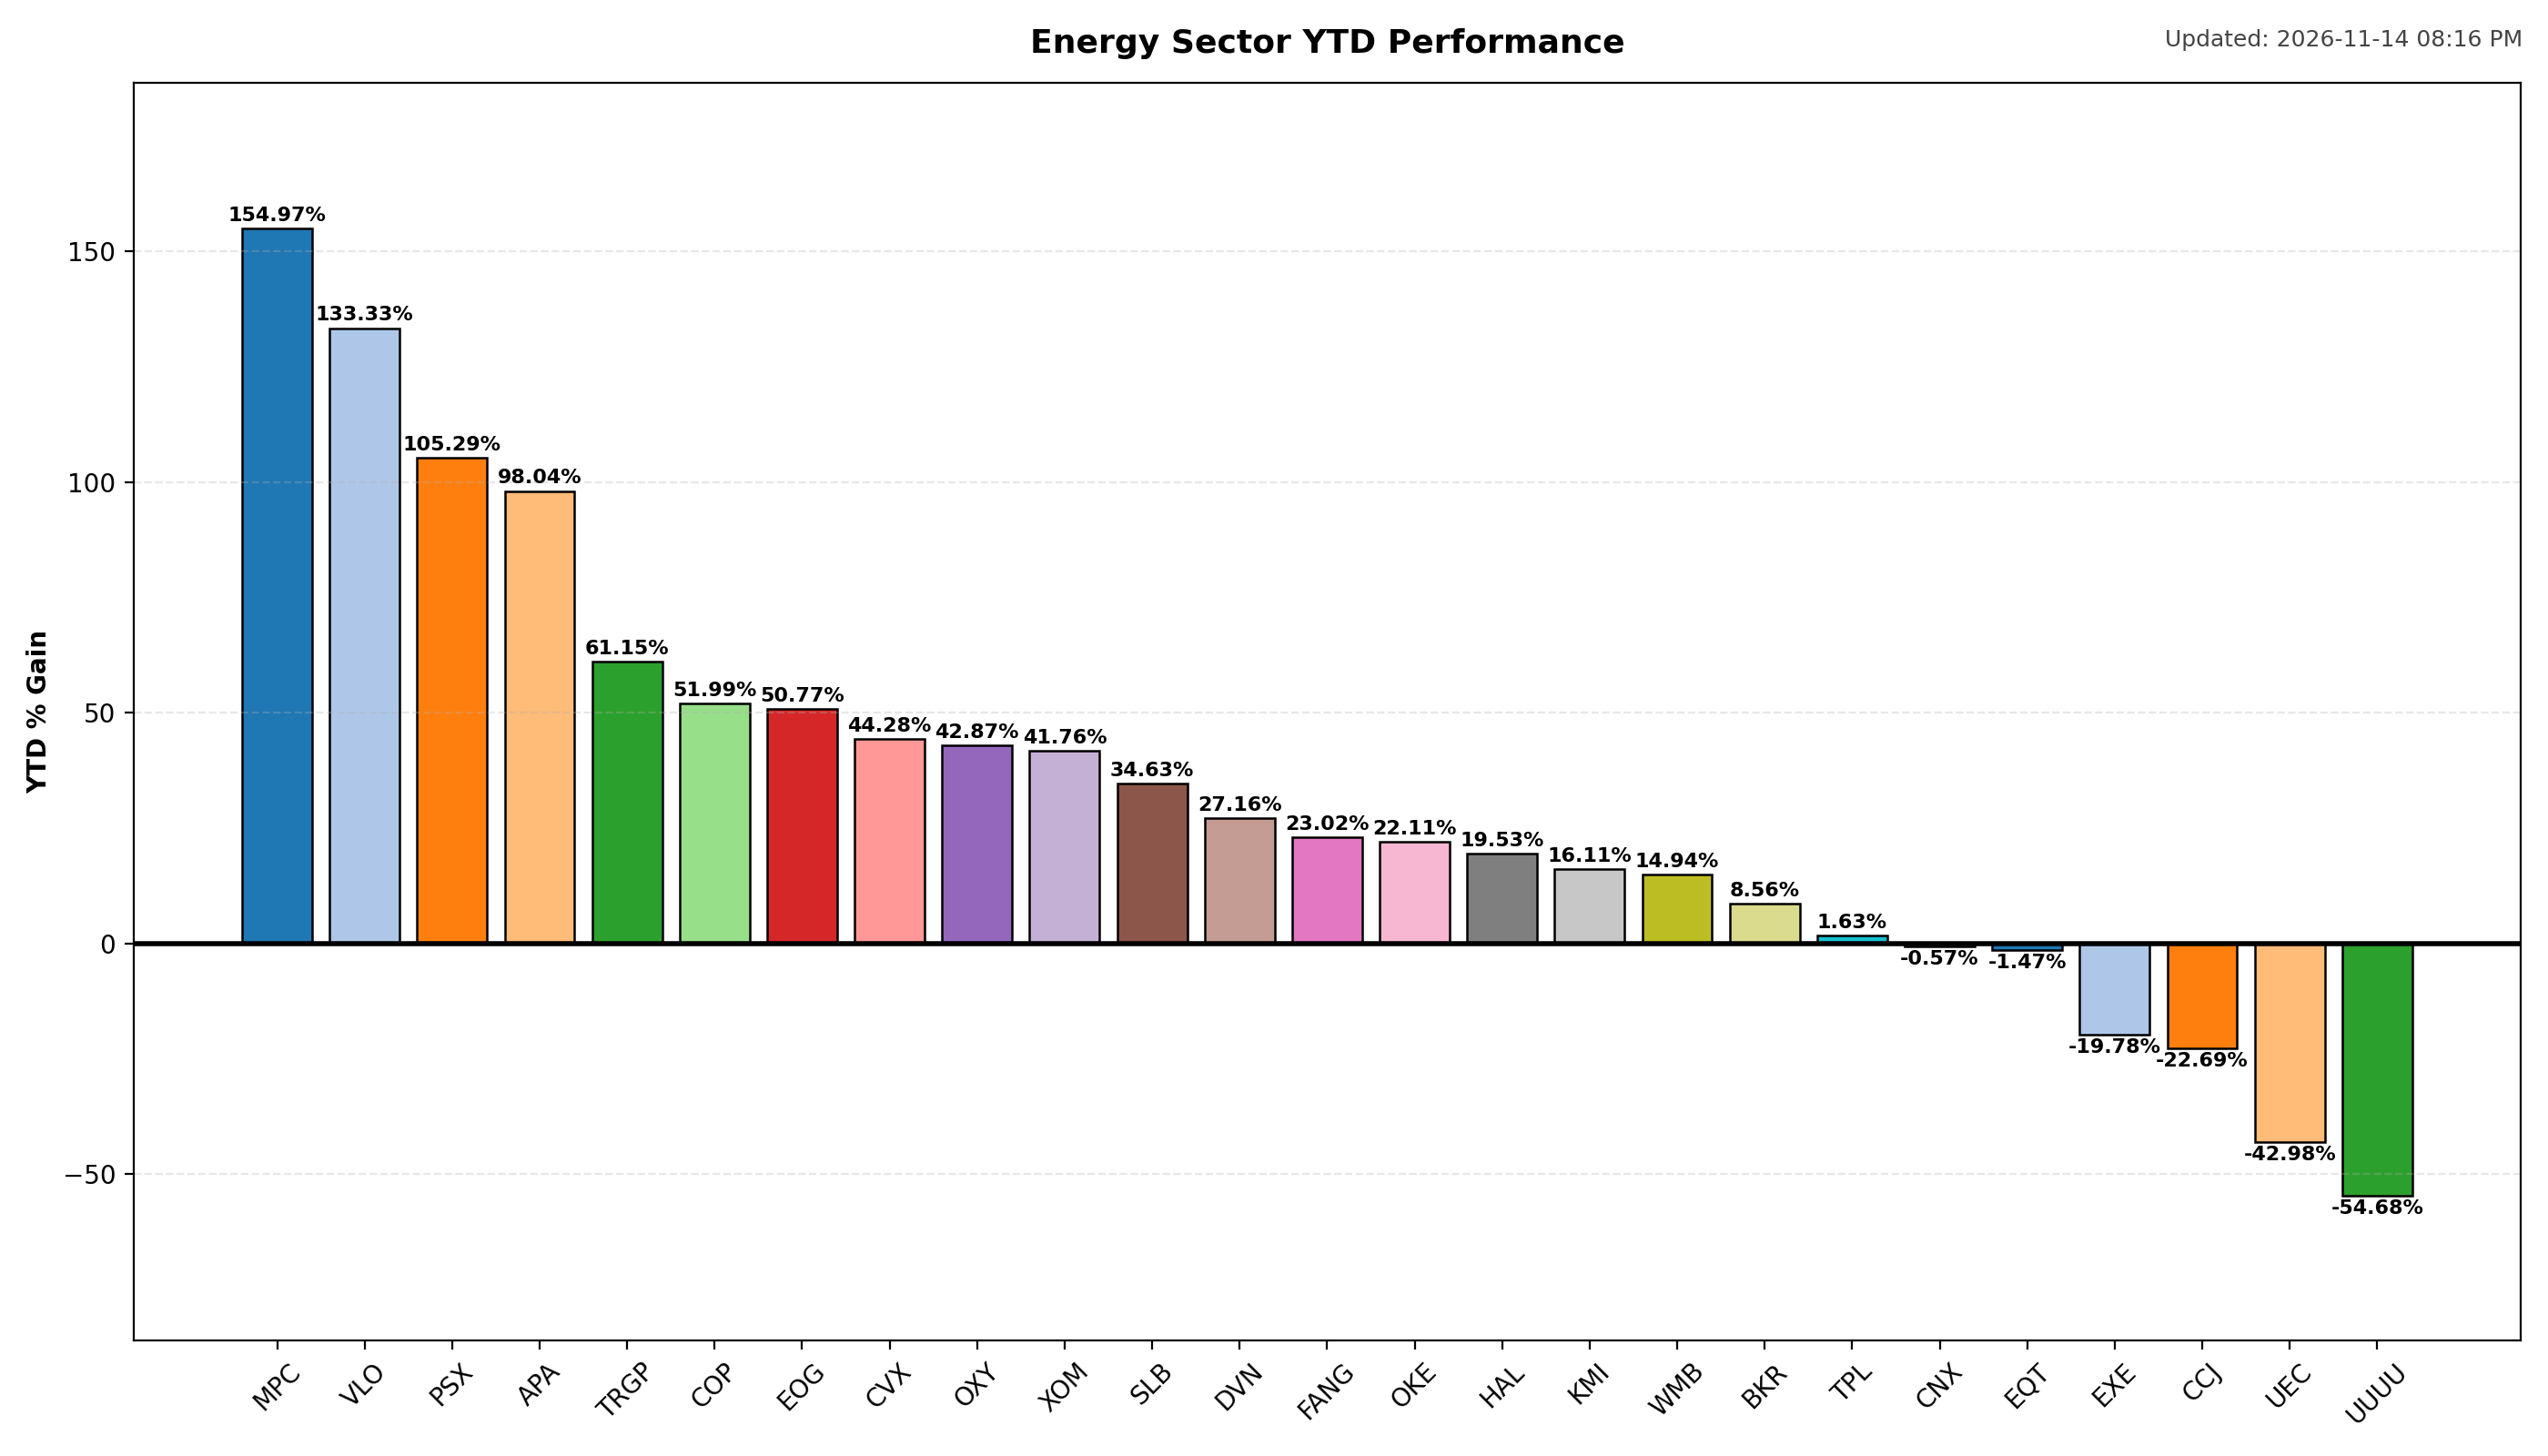 Energy Sector YTD Performance
Updated: 2026-11-14 08:16 PM
YTD % Gain
150
100
50
0
−50
154.97%
133.33%
105.29%
98.04%
61.15%
51.99%
50.77%
44.28%
42.87%
41.76%
34.63%
27.16%
23.02%
22.11%
19.53%
16.11%
14.94%
8.56%
1.63%
-0.57%
-1.47%
-19.78%
-22.69%
-42.98%
-54.68%
MPC
VLO
PSX
APA
TRGP
COP
EOG
CVX
OXY
XOM
SLB
DVN
FANG
OKE
HAL
KMI
WMB
BKR
TPL
CNX
EQT
EXE
CCJ
UEC
UUUU